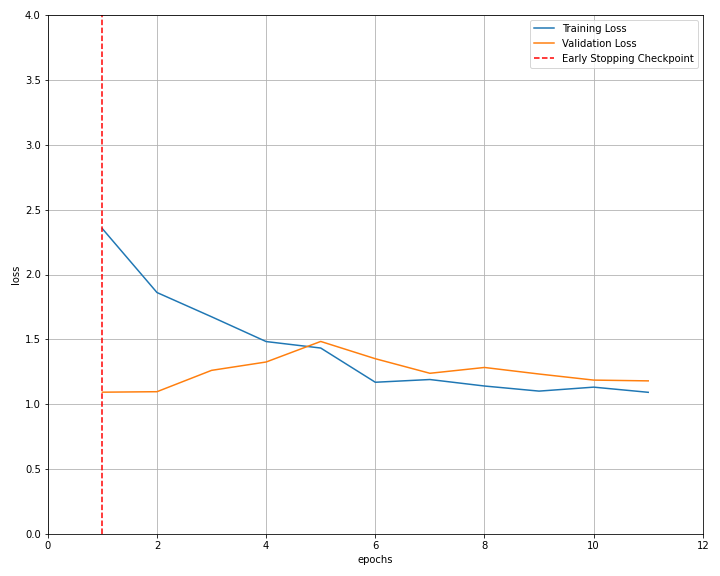 Training Loss
Validation Loss
Early Stopping Checkpoint
4.0
3.5
3.0
2.5
2.0
1.5
1.0
0.5
0.0
loss
0 2 4 6 8 10 12
epochs